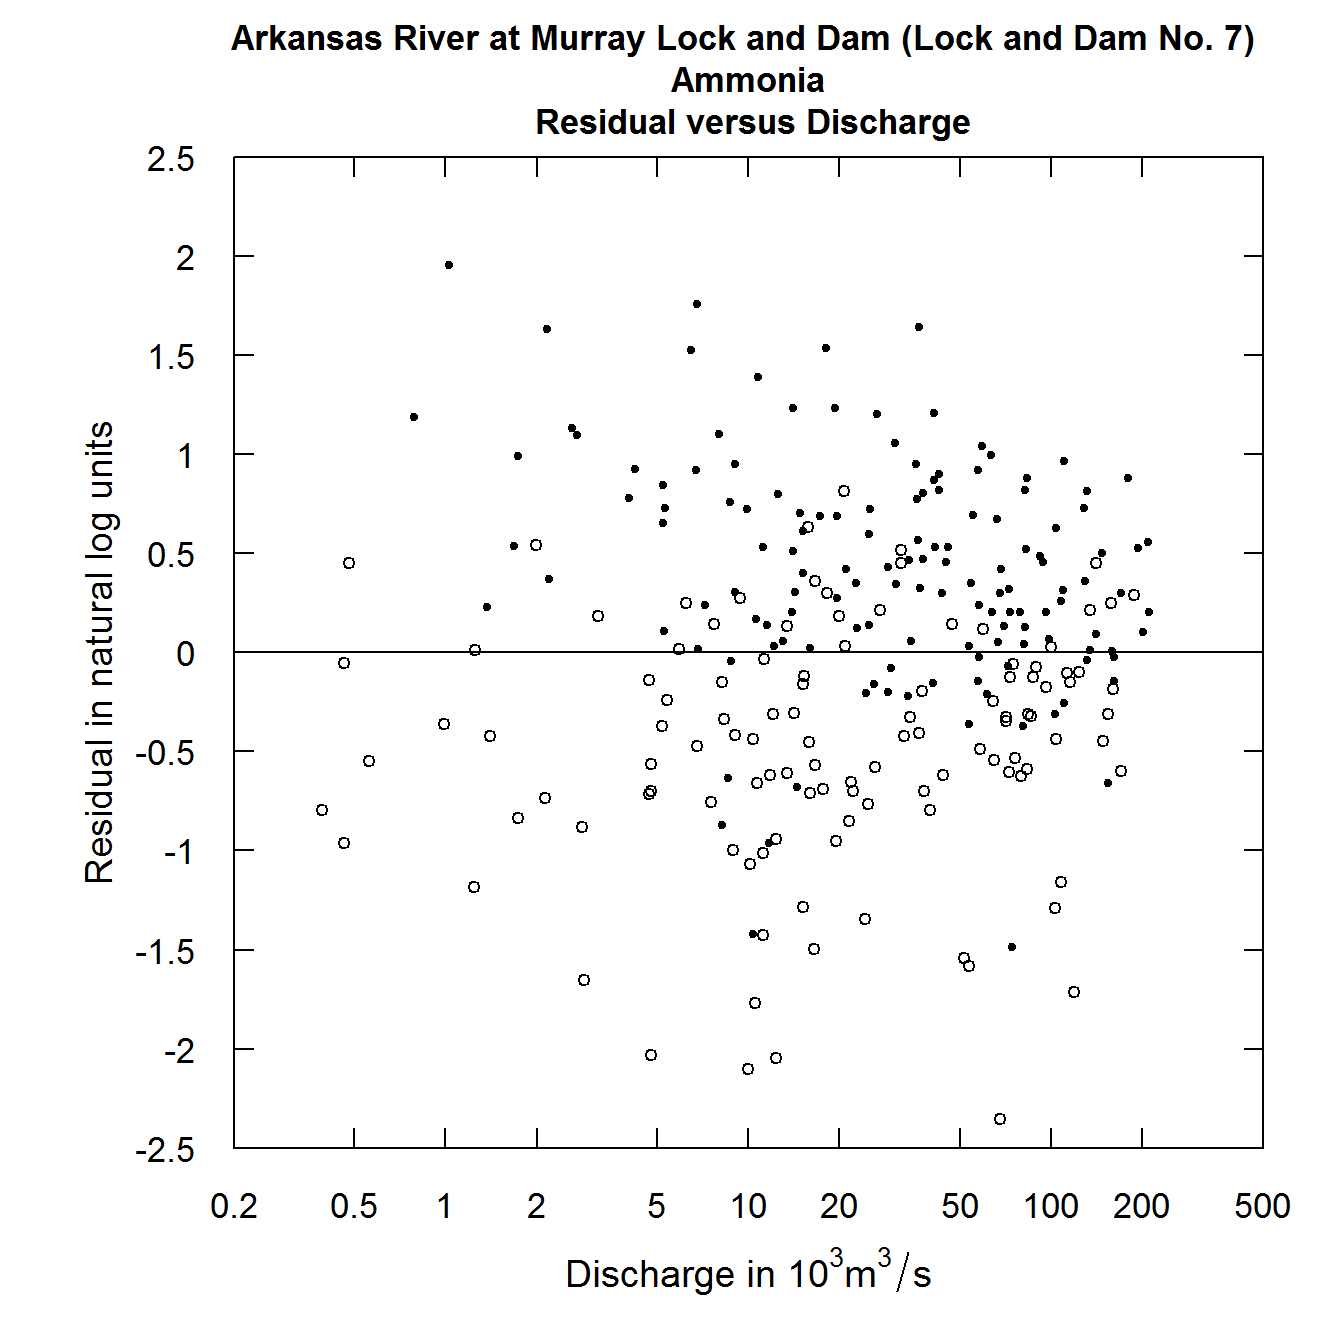 Arkansas River at Murray Lock and Dam (Lock and Dam No. 7)
Ammonia
Residual versus Discharge
2.5
2
1.5
1
0.5
0
-0.5
-1
-1.5
-2
-2.5
Residual in natural log units
0.2 0.5 1 2 5 10 20 50 100 200 500
Discharge in 10³m³/s